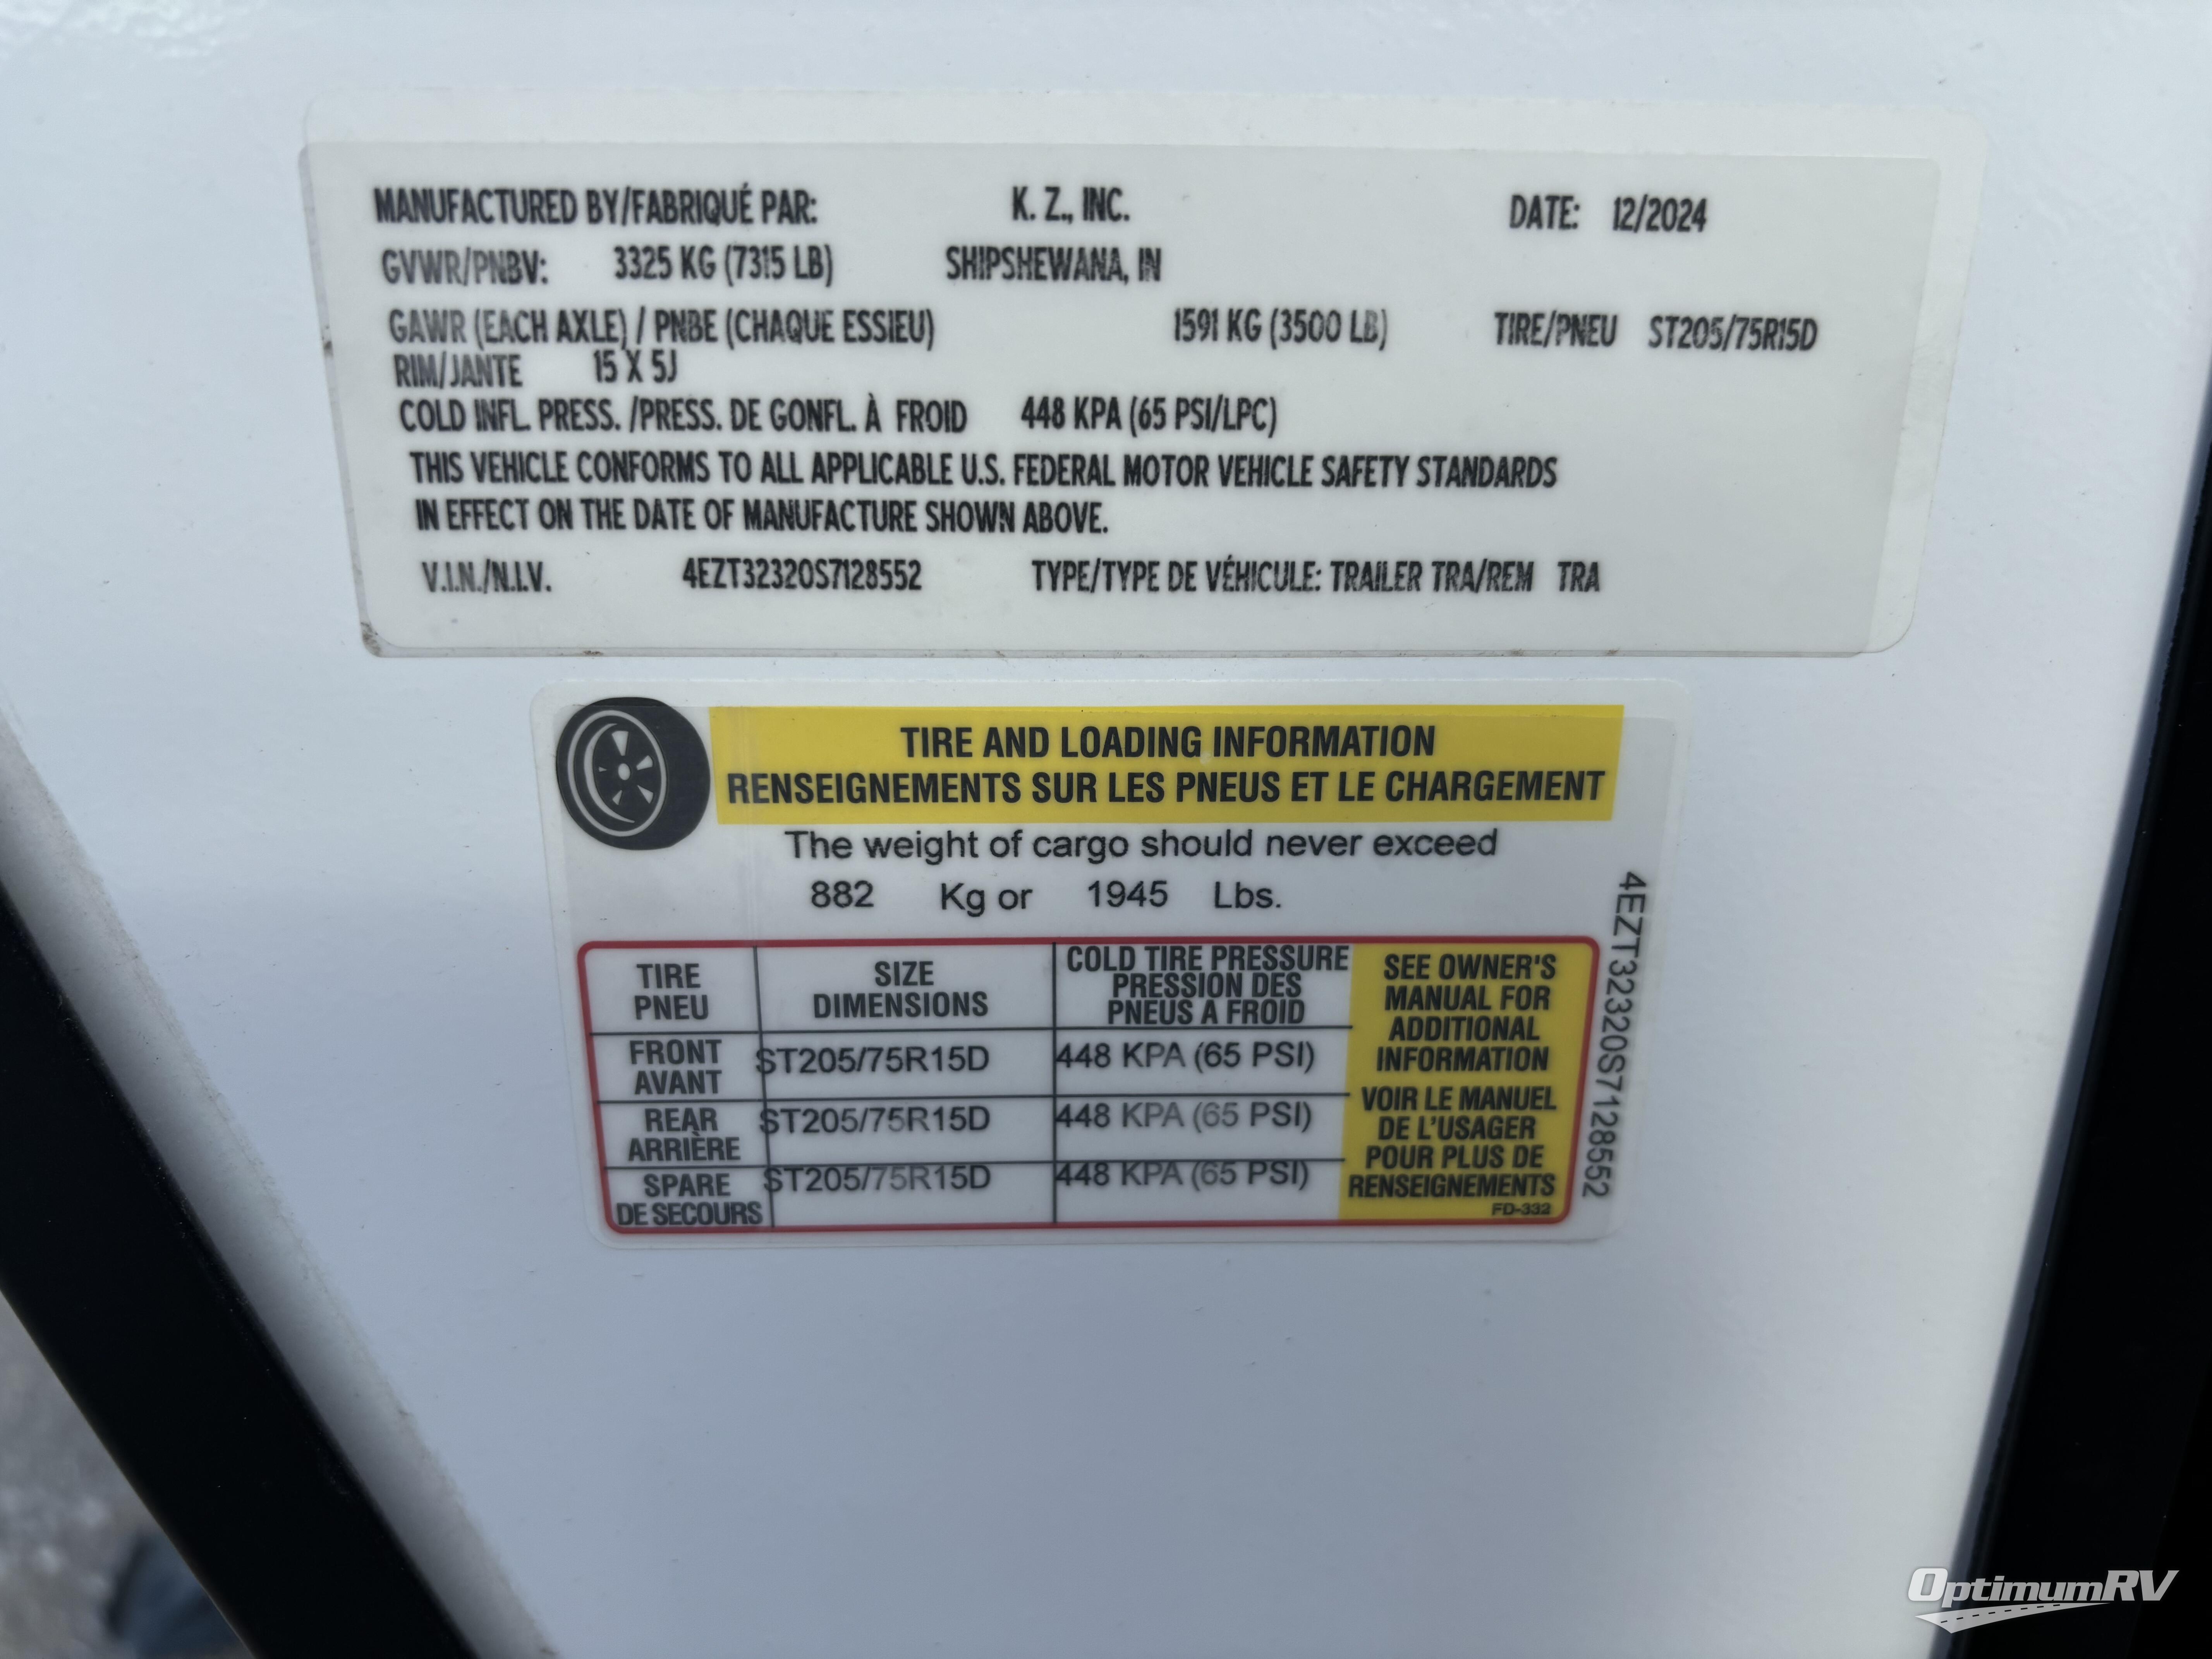 MANUFACTURED BY/FABRIQUÉ PAR: K. Z., INC. DATE: 12/2024
GVWR/PNBV: 3325 KG (7315 LB) SHIPSHEWANA, IN
GAWR (EACH AXLE) / PNBE (CHAQUE ESSIEU) 1591 KG (3500 LB) TIRE/PNEU ST205/75R15D
RIM/JANTE 15 X 5J
COLD INFL. PRESS. /PRESS. DE GONFL. À FROID 448 KPA (65 PSI/LPC)
THIS VEHICLE CONFORMS TO ALL APPLICABLE U.S. FEDERAL MOTOR VEHICLE SAFETY STANDARDS
IN EFFECT ON THE DATE OF MANUFACTURE SHOWN ABOVE.
V.I.N./N.I.V. 4EZT32320S7128552 TYPE/TYPE DE VÉHICULE: TRAILER TRA/REM TRA
TIRE AND LOADING INFORMATION
RENSEIGNEMENTS SUR LES PNEUS ET LE CHARGEMENT
The weight of cargo should never exceed
882 Kg or 1945 Lbs.
TIRE
PNEU
SIZE
DIMENSIONS
COLD TIRE PRESSURE
PRESSION DES
PNEUS A FROID
FRONT
AVANT
ST205/75R15D
448 KPA (65 PSI)
REAR
ARRIÈRE
ST205/75R15D
448 KPA (65 PSI)
SPARE
DE SECOURS
ST205/75R15D
448 KPA (65 PSI)
SEE OWNER'S
MANUAL FOR
ADDITIONAL
INFORMATION
VOIR LE MANUEL
DE L'USAGER
POUR PLUS DE
RENSEIGNEMENTS
FD-332
4EZT32320S7128552
OptimumRV